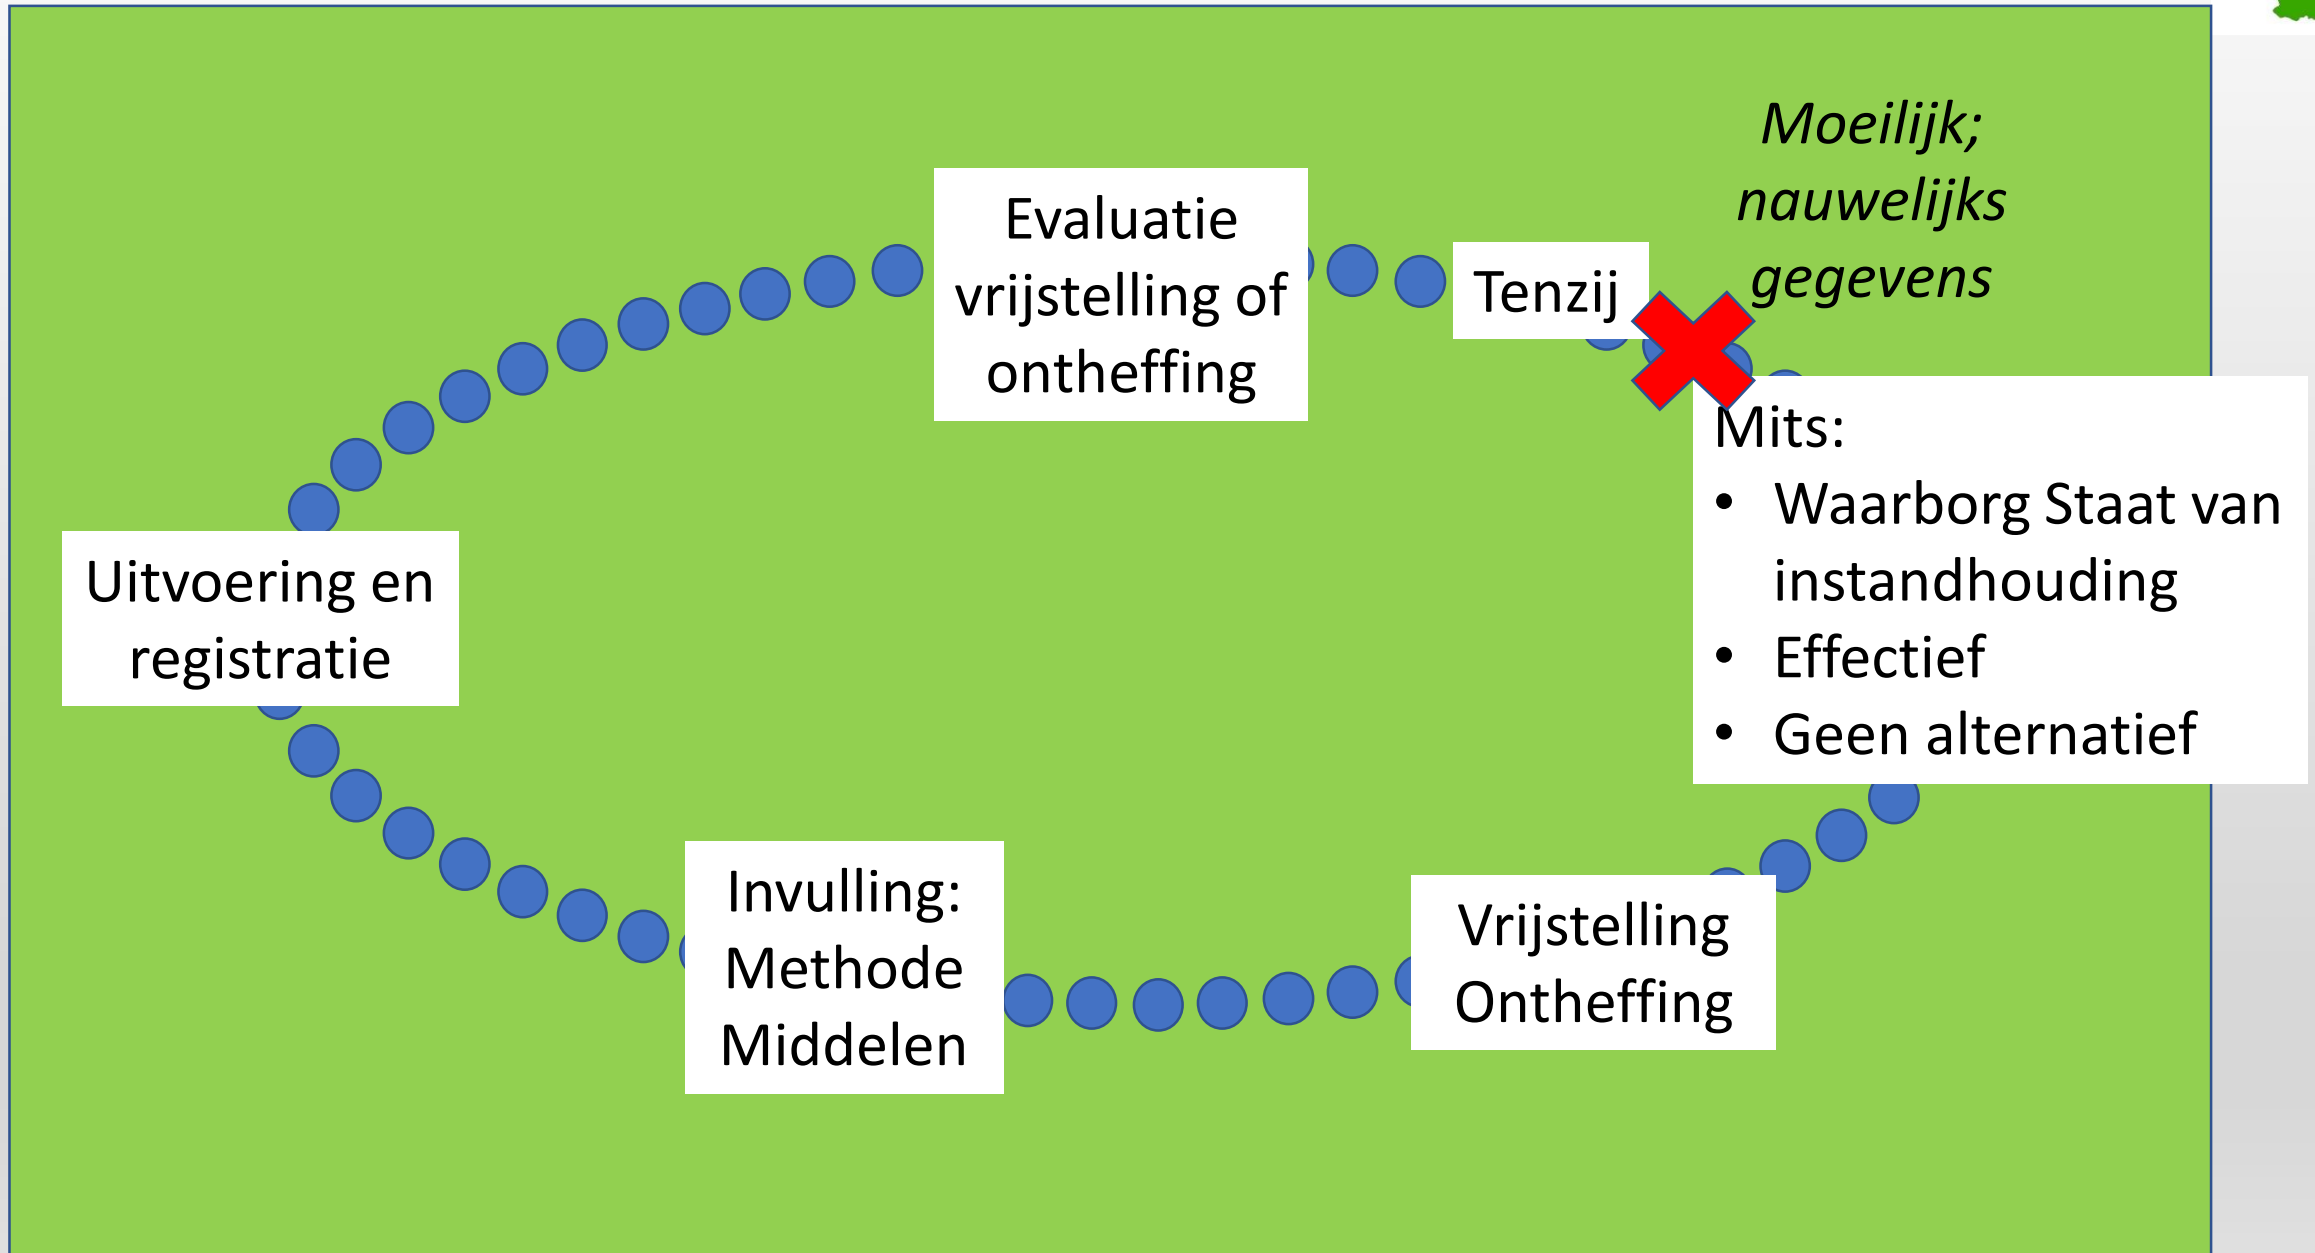 Moeilijk;
nauwelijks
gegevens
Evaluatie
vrijstelling of
ontheffing
Tenzij
Mits:
• Waarborg Staat van
instandhouding
• Effectief
• Geen alternatief
Uitvoering en
registratie
Invulling:
Methode
Middelen
Vrijstelling
Ontheffing